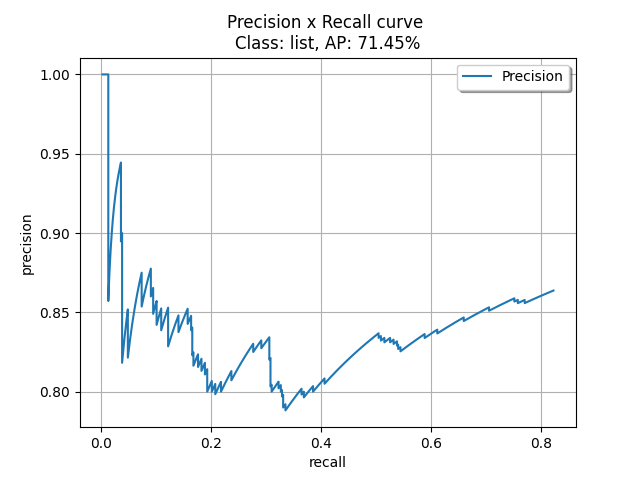 Precision x Recall curve
Class: list, AP: 71.45%
Precision
1.00
0.95
0.90
0.85
0.80
precision
0.0 0.2 0.4 0.6 0.8
recall